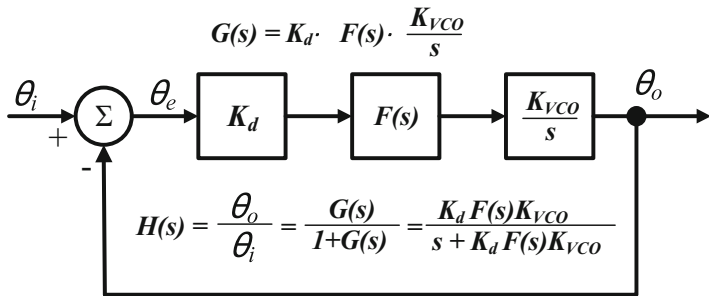 G(s) = K_d· F(s)· K_VCO/s
θ_i + Σ - θ_e K_d F(s) K_VCO/s θ_o
H(s) = θ_o/θ_i = G(s)/1+G(s) = K_d F(s)K_VCO/s + K_d F(s)K_VCO